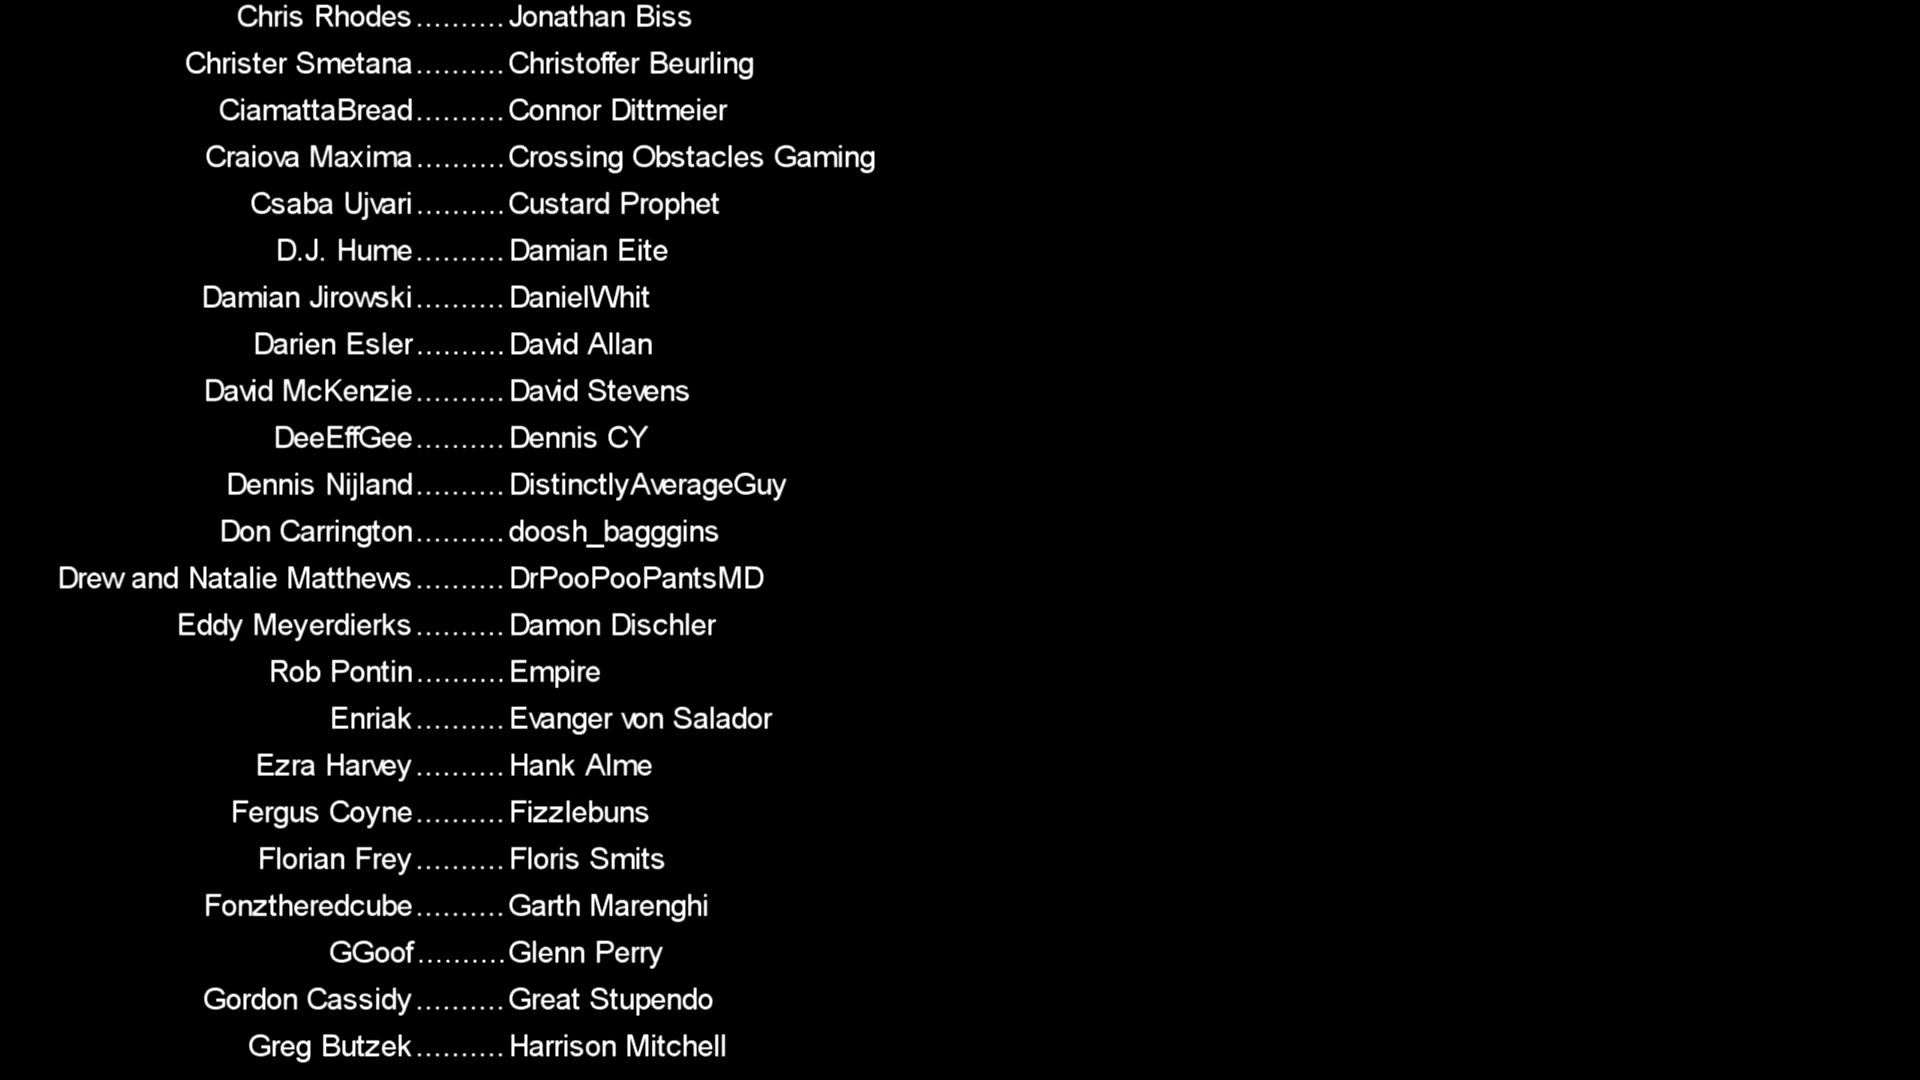 Chris Rhodes..........Jonathan Biss
Christer Smetana..........Christoffer Beurling
CiamattaBread..........Connor Dittmeier
Craiova Maxima..........Crossing Obstacles Gaming
Csaba Ujvari..........Custard Prophet
D.J. Hume..........Damian Eite
Damian Jirowski..........DanielWhit
Darien Esler..........David Allan
David McKenzie..........David Stevens
DeeEffGee..........Dennis CY
Dennis Nijland..........DistinctlyAverageGuy
Don Carrington..........doosh_bagggins
Drew and Natalie Matthews..........DrPooPooPantsMD
Eddy Meyerdierks..........Damon Dischler
Rob Pontin..........Empire
Enriak..........Evanger von Salador
Ezra Harvey..........Hank Alme
Fergus Coyne..........Fizzlebuns
Florian Frey..........Floris Smits
Fonztheredcube..........Garth Marenghi
GGoof..........Glenn Perry
Gordon Cassidy..........Great Stupendo
Greg Butzek..........Harrison Mitchell